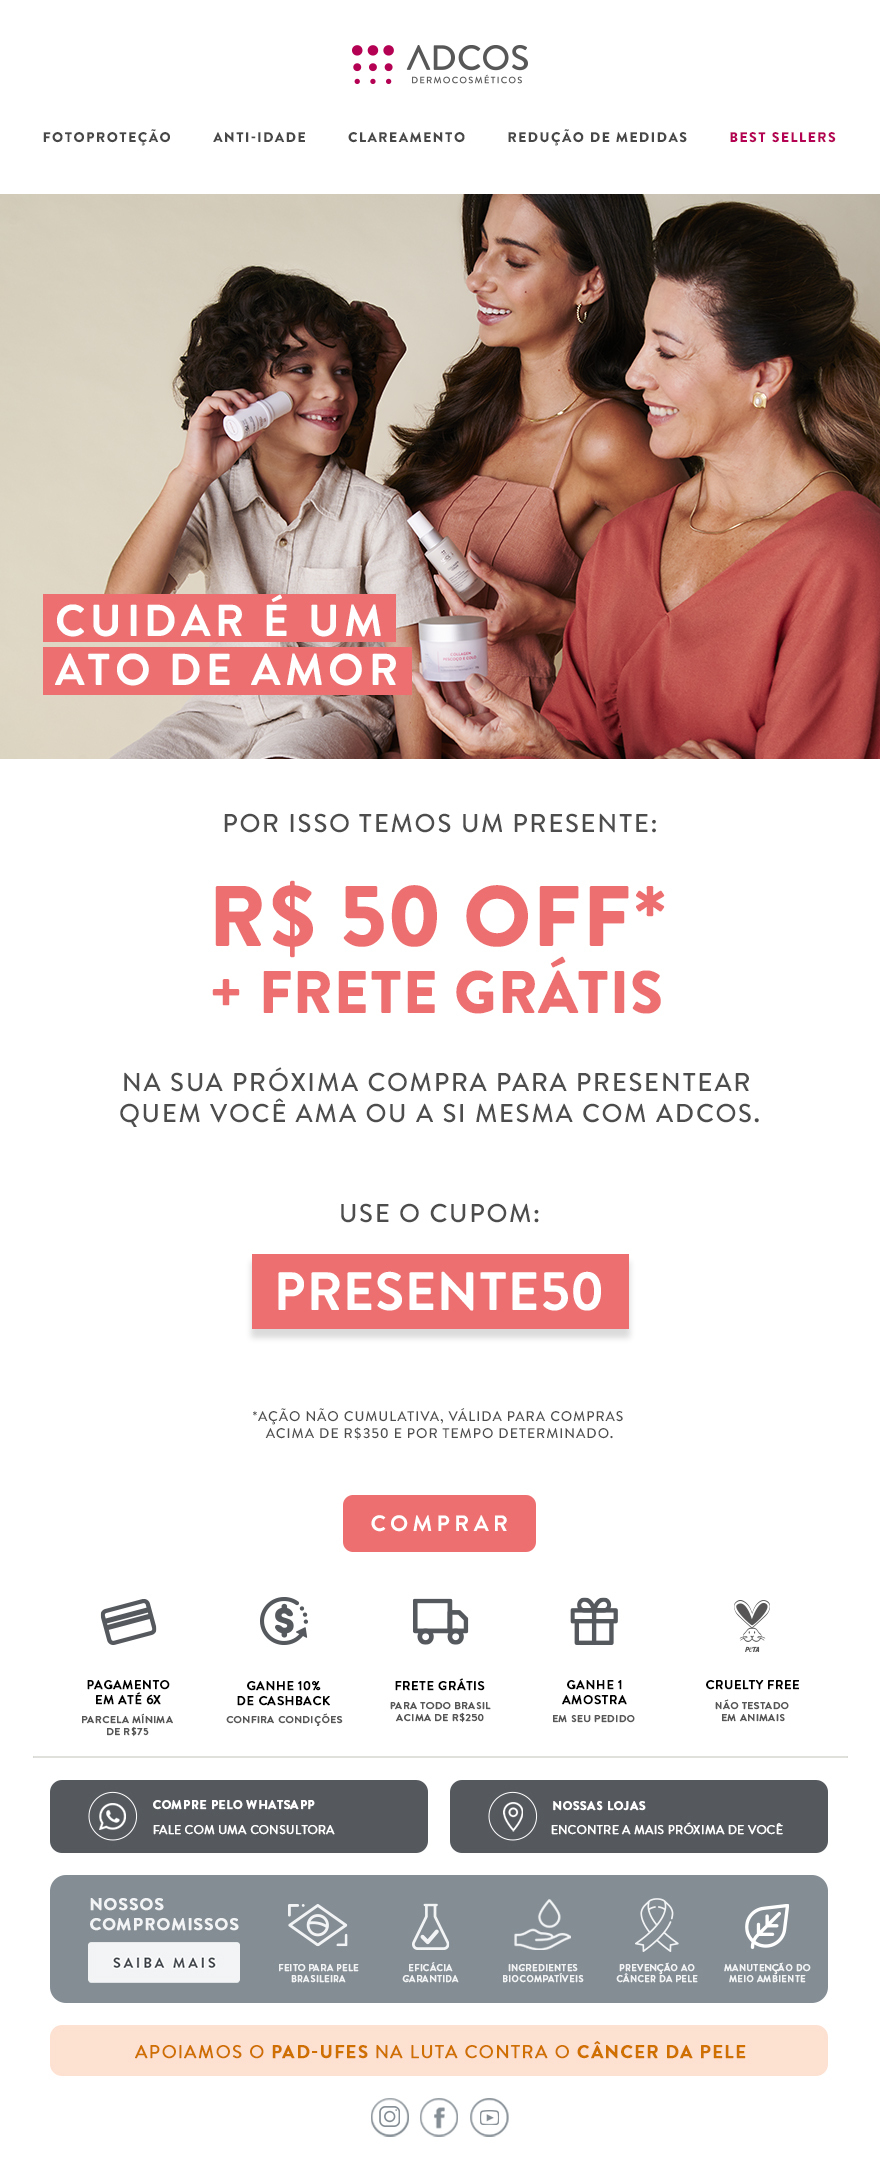 ADCOS
DERMOCOSMÉTICOS
FOTOPROTEÇÃO ANTI-IDADE CLAREAMENTO REDUÇÃO DE MEDIDAS BEST SELLERS
COLLAGEN
CUIDAR É UM
ATO DE AMOR
POR ISSO TEMOS UM PRESENTE:
R$ 50 OFF*
+ FRETE GRÁTIS
NA SUA PRÓXIMA COMPRA PARA PRESENTEAR
QUEM VOCÊ AMA OU A SI MESMA COM ADCOS.
USE O CUPOM:
PRESENTE50
*AÇÃO NÃO CUMULATIVA, VÁLIDA PARA COMPRAS
ACIMA DE R$350 E POR TEMPO DETERMINADO.
COMPRAR
PAGAMENTO
EM ATÉ 6X
PARCELA MÍNIMA
DE R$75
GANHE 10%
DE CASHBACK
CONFIRA CONDIÇÕES
FRETE GRÁTIS
PARA TODO BRASIL
ACIMA DE R$250
GANHE 1
AMOSTRA
EM SEU PEDIDO
PeTA
CRUELTY FREE
NÃO TESTADO
EM ANIMAIS
COMPRE PELO WHATSAPP
FALE COM UMA CONSULTORA
NOSSAS LOJAS
ENCONTRE A MAIS PRÓXIMA DE VOCÊ
NOSSOS
COMPROMISSOS
SAIBA MAIS
FEITO PARA PELE
BRASILEIRA
EFICÁCIA
GARANTIDA
INGREDIENTES
BIOCOMPATÍVEIS
PREVENÇÃO AO
CÂNCER DA PELE
MANUTENÇÃO DO
MEIO AMBIENTE
APOIAMOS O PAD-UFES NA LUTA CONTRA O CÂNCER DA PELE